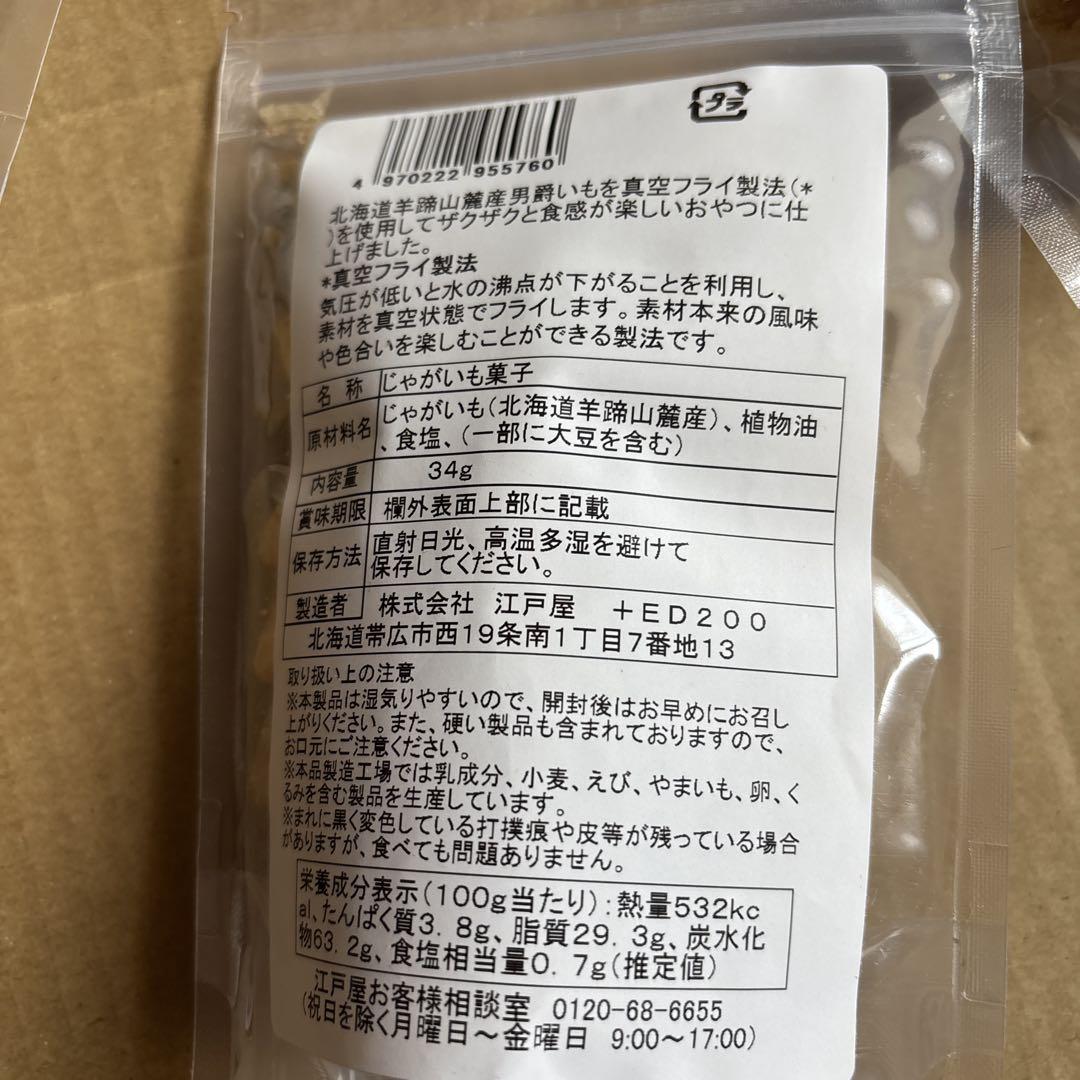 プラ
4 970222 955760
北海道羊蹄山麓産男爵いもを真空フライ製法(*
)を使用してザクザクと食感が楽しいおやつに仕
上げました。
*真空フライ製法
気圧が低いと水の沸点が下がることを利用し、
素材を真空状態でフライします。素材本来の風味
や色合いを楽しむことができる製法です。
名 称 じゃがいも菓子
原材料名 じゃがいも(北海道羊蹄山麓産)、植物油
、食塩、(一部に大豆を含む)
内容量 34g
賞味期限 欄外表面上部に記載
保存方法 直射日光、高温多湿を避けて
保存してください。
製造者 株式会社 江戸屋 +ED200
北海道帯広市西19条南1丁目7番地13
取り扱い上の注意
※本製品は湿気りやすいので、開封後はお早めにお召し
上がりください。また、硬い製品も含まれておりますので、
お口元にご注意ください。
※本品製造工場では乳成分、小麦、えび、やまいも、卵、く
るみを含む製品を生産しています。
※まれに黒く変色している打撲痕や皮等が残っている場合
がありますが、食べても問題ありません。
栄養成分表示(100g当たり):熱量532kc
al、たんぱく質3.8g、脂質29.3g、炭水化
物63.2g、食塩相当量0.7g(推定値)
江戸屋お客様相談室 0120-68-6655
(祝日を除く月曜日~金曜日 9:00~17:00)